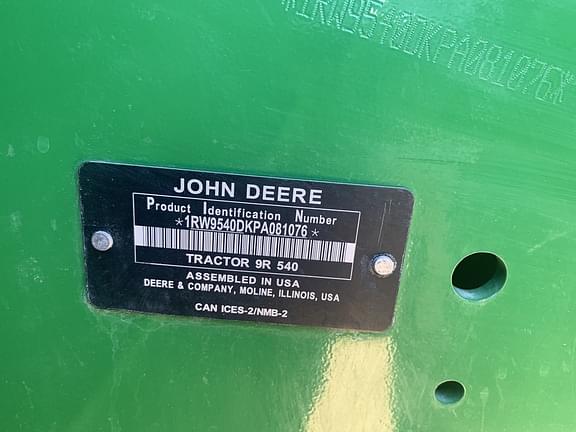 *1RW9540DKPA081076*
JOHN DEERE
Product Identification Number
*1RW9540DKPA081076*
TRACTOR 9R 540
ASSEMBLED IN USA
DEERE & COMPANY, MOLINE, ILLINOIS, USA
CAN ICES-2/NMB-2